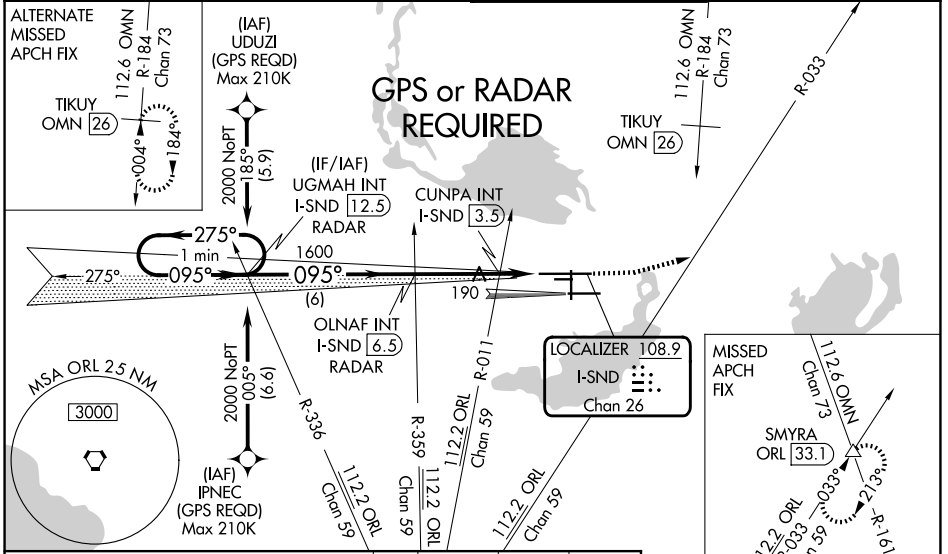 ALTERNATE
MISSED
APCH FIX
112.6 OMN
R-184
Chan 73
TIKUY
OMN 26
004°
184°
(IAF)
UDUZI
(GPS REQD)
Max 210K
2000 NoPT
185°
(5.9)
GPS or RADAR
REQUIRED
112.6 OMN
R-184
Chan 73
TIKUY
OMN 26
R-033
(IF/IAF)
UGMAH INT
I-SND 12.5
RADAR
CUNPA INT
I-SND 3.5
275°
1 min
095°
275°
1600
095°
(6)
190
OLNAF INT
I-SND 6.5
RADAR
LOCALIZER 108.9
I-SND
Chan 26
MSA ORL 25 NM
3000
2000 NoPT
005°
(6.6)
(IAF)
IPNEC
(GPS REQD)
Max 210K
R-336
112.2 ORL
Chan 59
R-359
112.2 ORL
Chan 59
R-011
112.2 ORL
Chan 59
112.2 ORL
Chan 59
MISSED
APCH
FIX
112.6 OMN
Chan 73
SMYRA
ORL 33.1
033°
213°
R-161
R-033